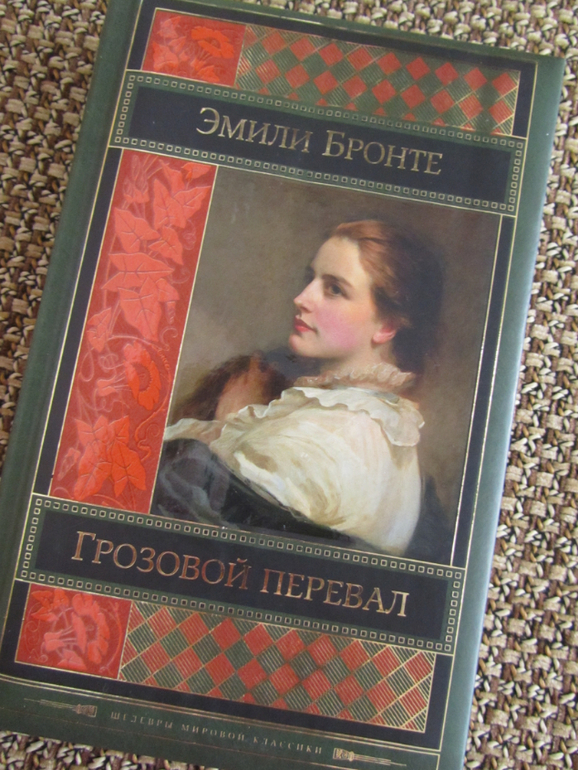 Эмили Бронте
Грозовой перевал
ШЕДЕВРЫ МИРОВОЙ КЛАССИКИ